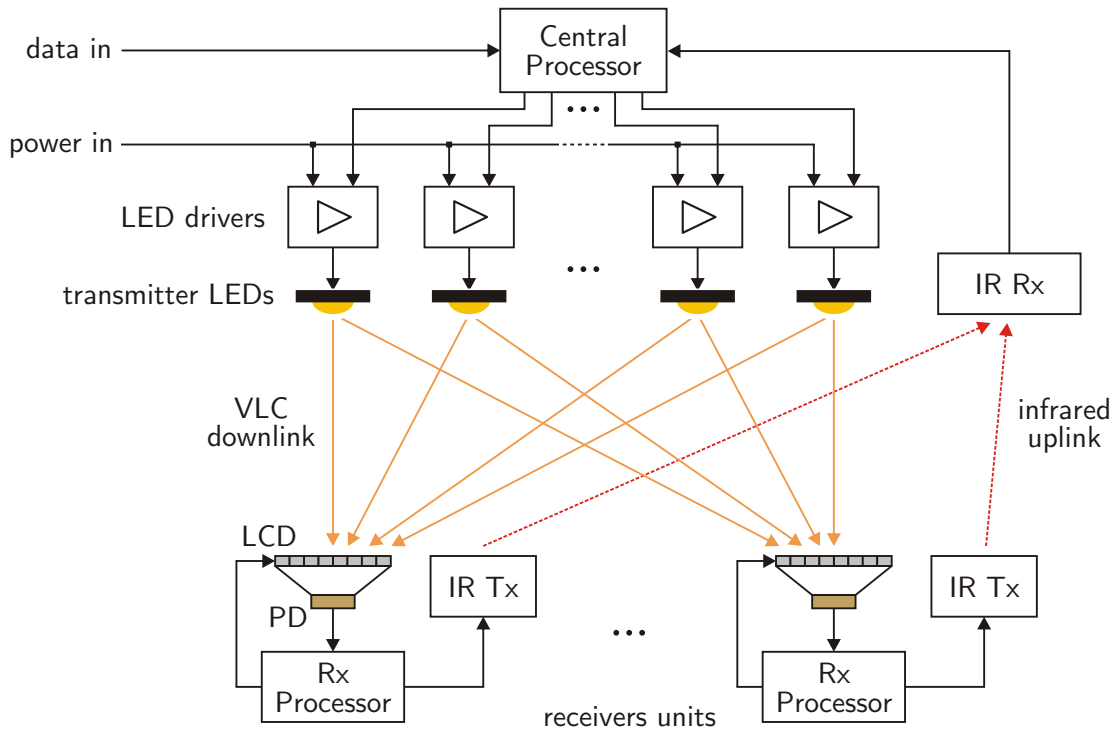 data in
Central
Processor
power in
LED drivers
transmitter LEDs
IR Rx
VLC
downlink
infrared
uplink
LCD
IR Tx
IR Tx
PD
Rx
Processor
Rx
Processor
receivers units